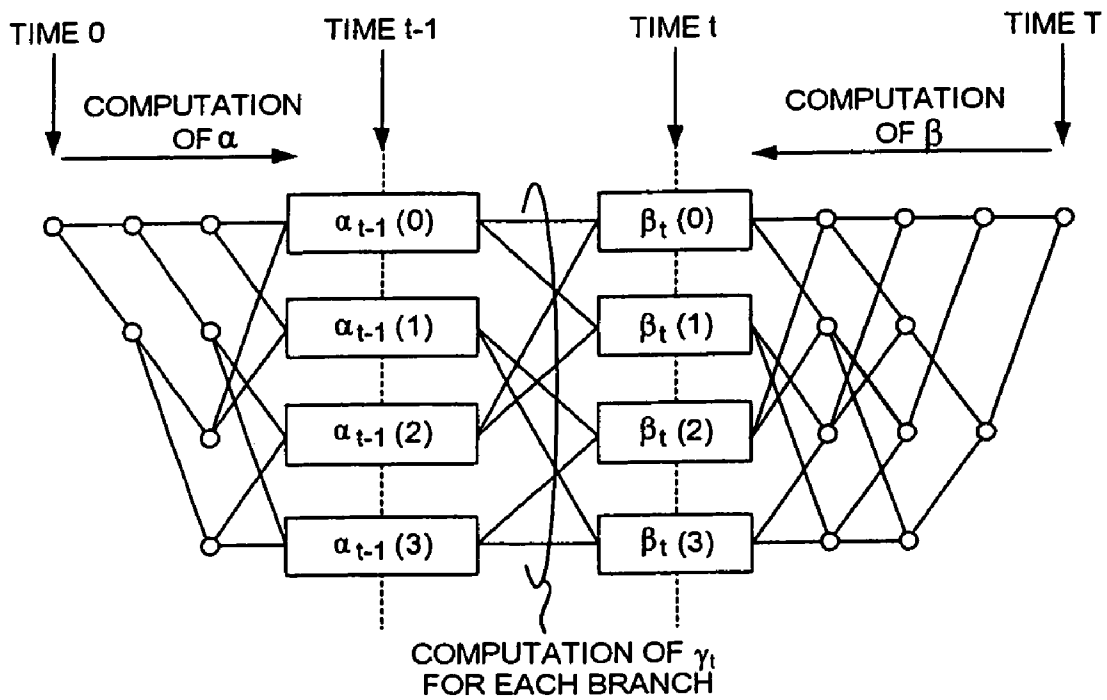 TIME 0
TIME t-1
TIME t
TIME T
COMPUTATION
OF α
COMPUTATION
OF β
α t-1 (0)
β t (0)
α t-1 (1)
β t (1)
α t-1 (2)
β t (2)
α t-1 (3)
β t (3)
COMPUTATION OF γt
FOR EACH BRANCH